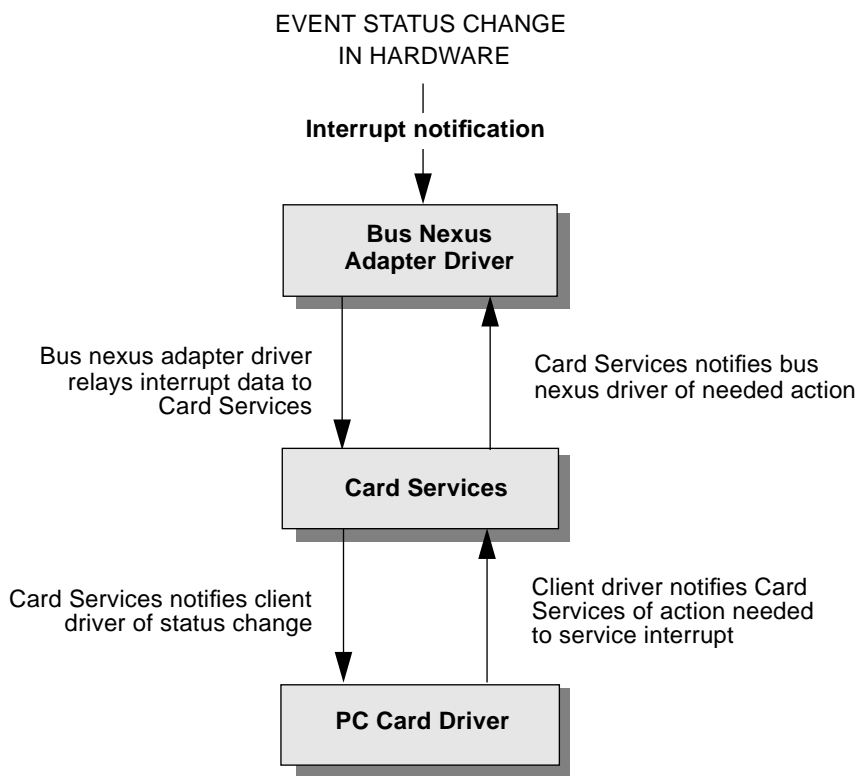 EVENT STATUS CHANGE
IN HARDWARE
Interrupt notification
Bus Nexus
Adapter Driver
Bus nexus adapter driver
relays interrupt data to
Card Services
Card Services notifies bus
nexus driver of needed action
Card Services
Card Services notifies client
driver of status change
Client driver notifies Card
Services of action needed
to service interrupt
PC Card Driver